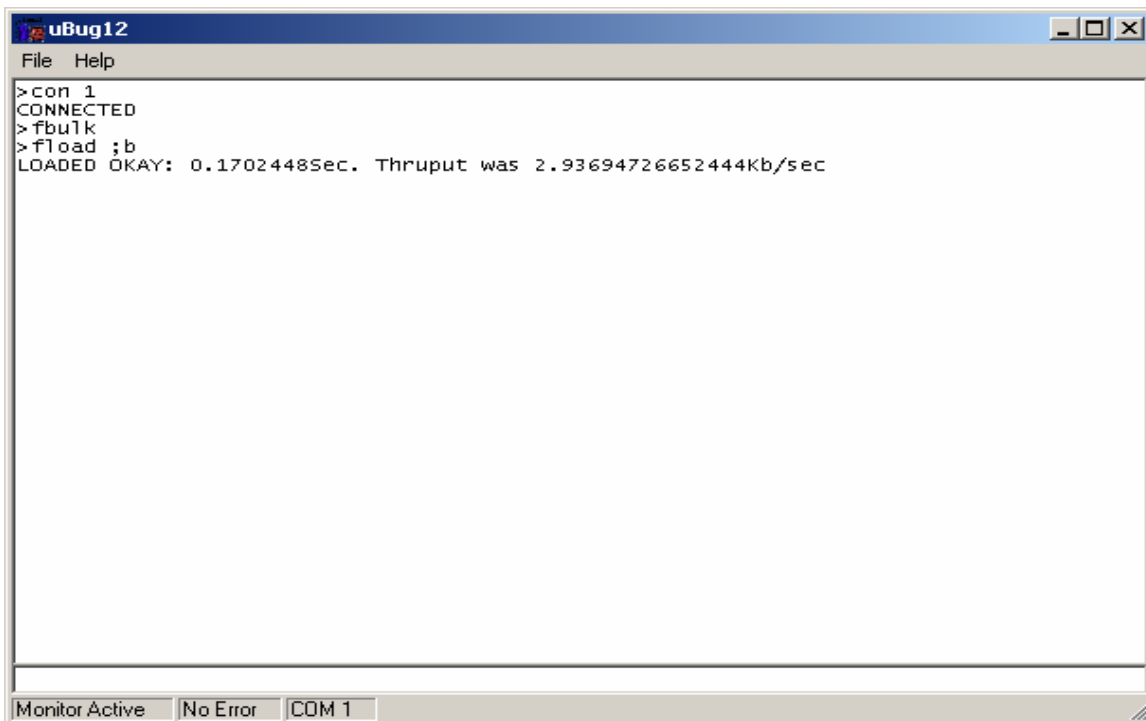 uBug12
File Help
>con 1
CONNECTED
>fbulk
>fload ;b
LOADED OKAY: 0.1702448Sec. Thruput was 2.93694726652444Kb/sec
Monitor Active No Error COM 1